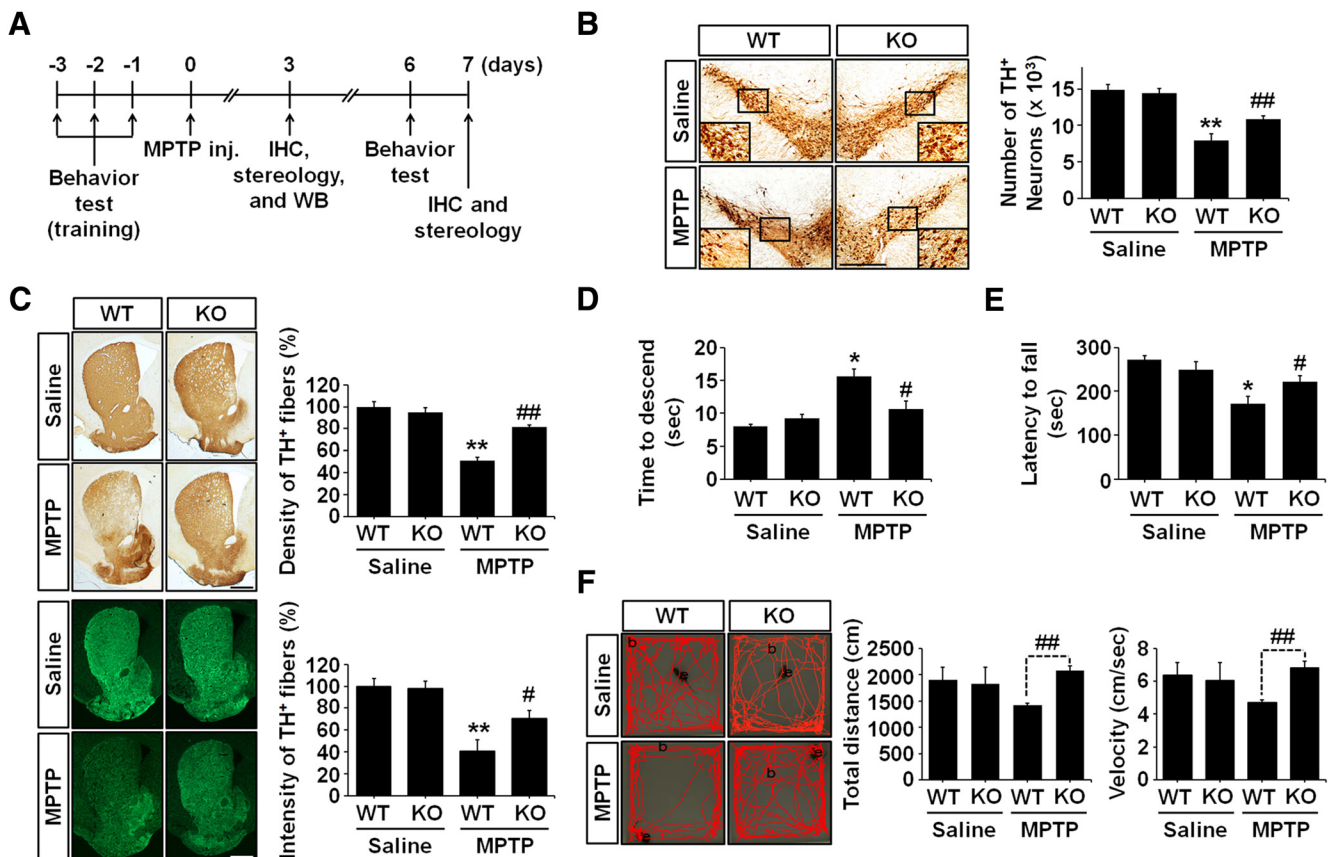 A
-3 -2 -1 0 3 6 7 (days)
Behavior
test
(training)
MPTP inj.
IHC,
stereology,
and WB
Behavior
test
IHC and
stereology
B
WT KO
Saline
MPTP
Number of TH+
Neurons (x 10³)
15
10
5
0
**
##
WT KO WT KO
Saline MPTP
C
WT KO
Saline
MPTP
Saline
MPTP
Density of TH+ fibers (%)
120
100
80
60
40
20
0
**
##
WT KO WT KO
Saline MPTP
Intensity of TH+ fibers (%)
120
100
80
60
40
20
0
**
#
WT KO WT KO
Saline MPTP
D
Time to descend
(sec)
20
15
10
5
0
*
#
WT KO WT KO
Saline MPTP
E
Latency to fall
(sec)
300
200
300
0
*
#
WT KO WT KO
Saline MPTP
F
WT KO
Saline
MPTP
b e
b e
b e
b e
Total distance (cm)
2500
2000
1500
1000
500
0
##
WT KO WT KO
Saline MPTP
Velocity (cm/sec)
8
6
4
2
0
##
WT KO WT KO
Saline MPTP